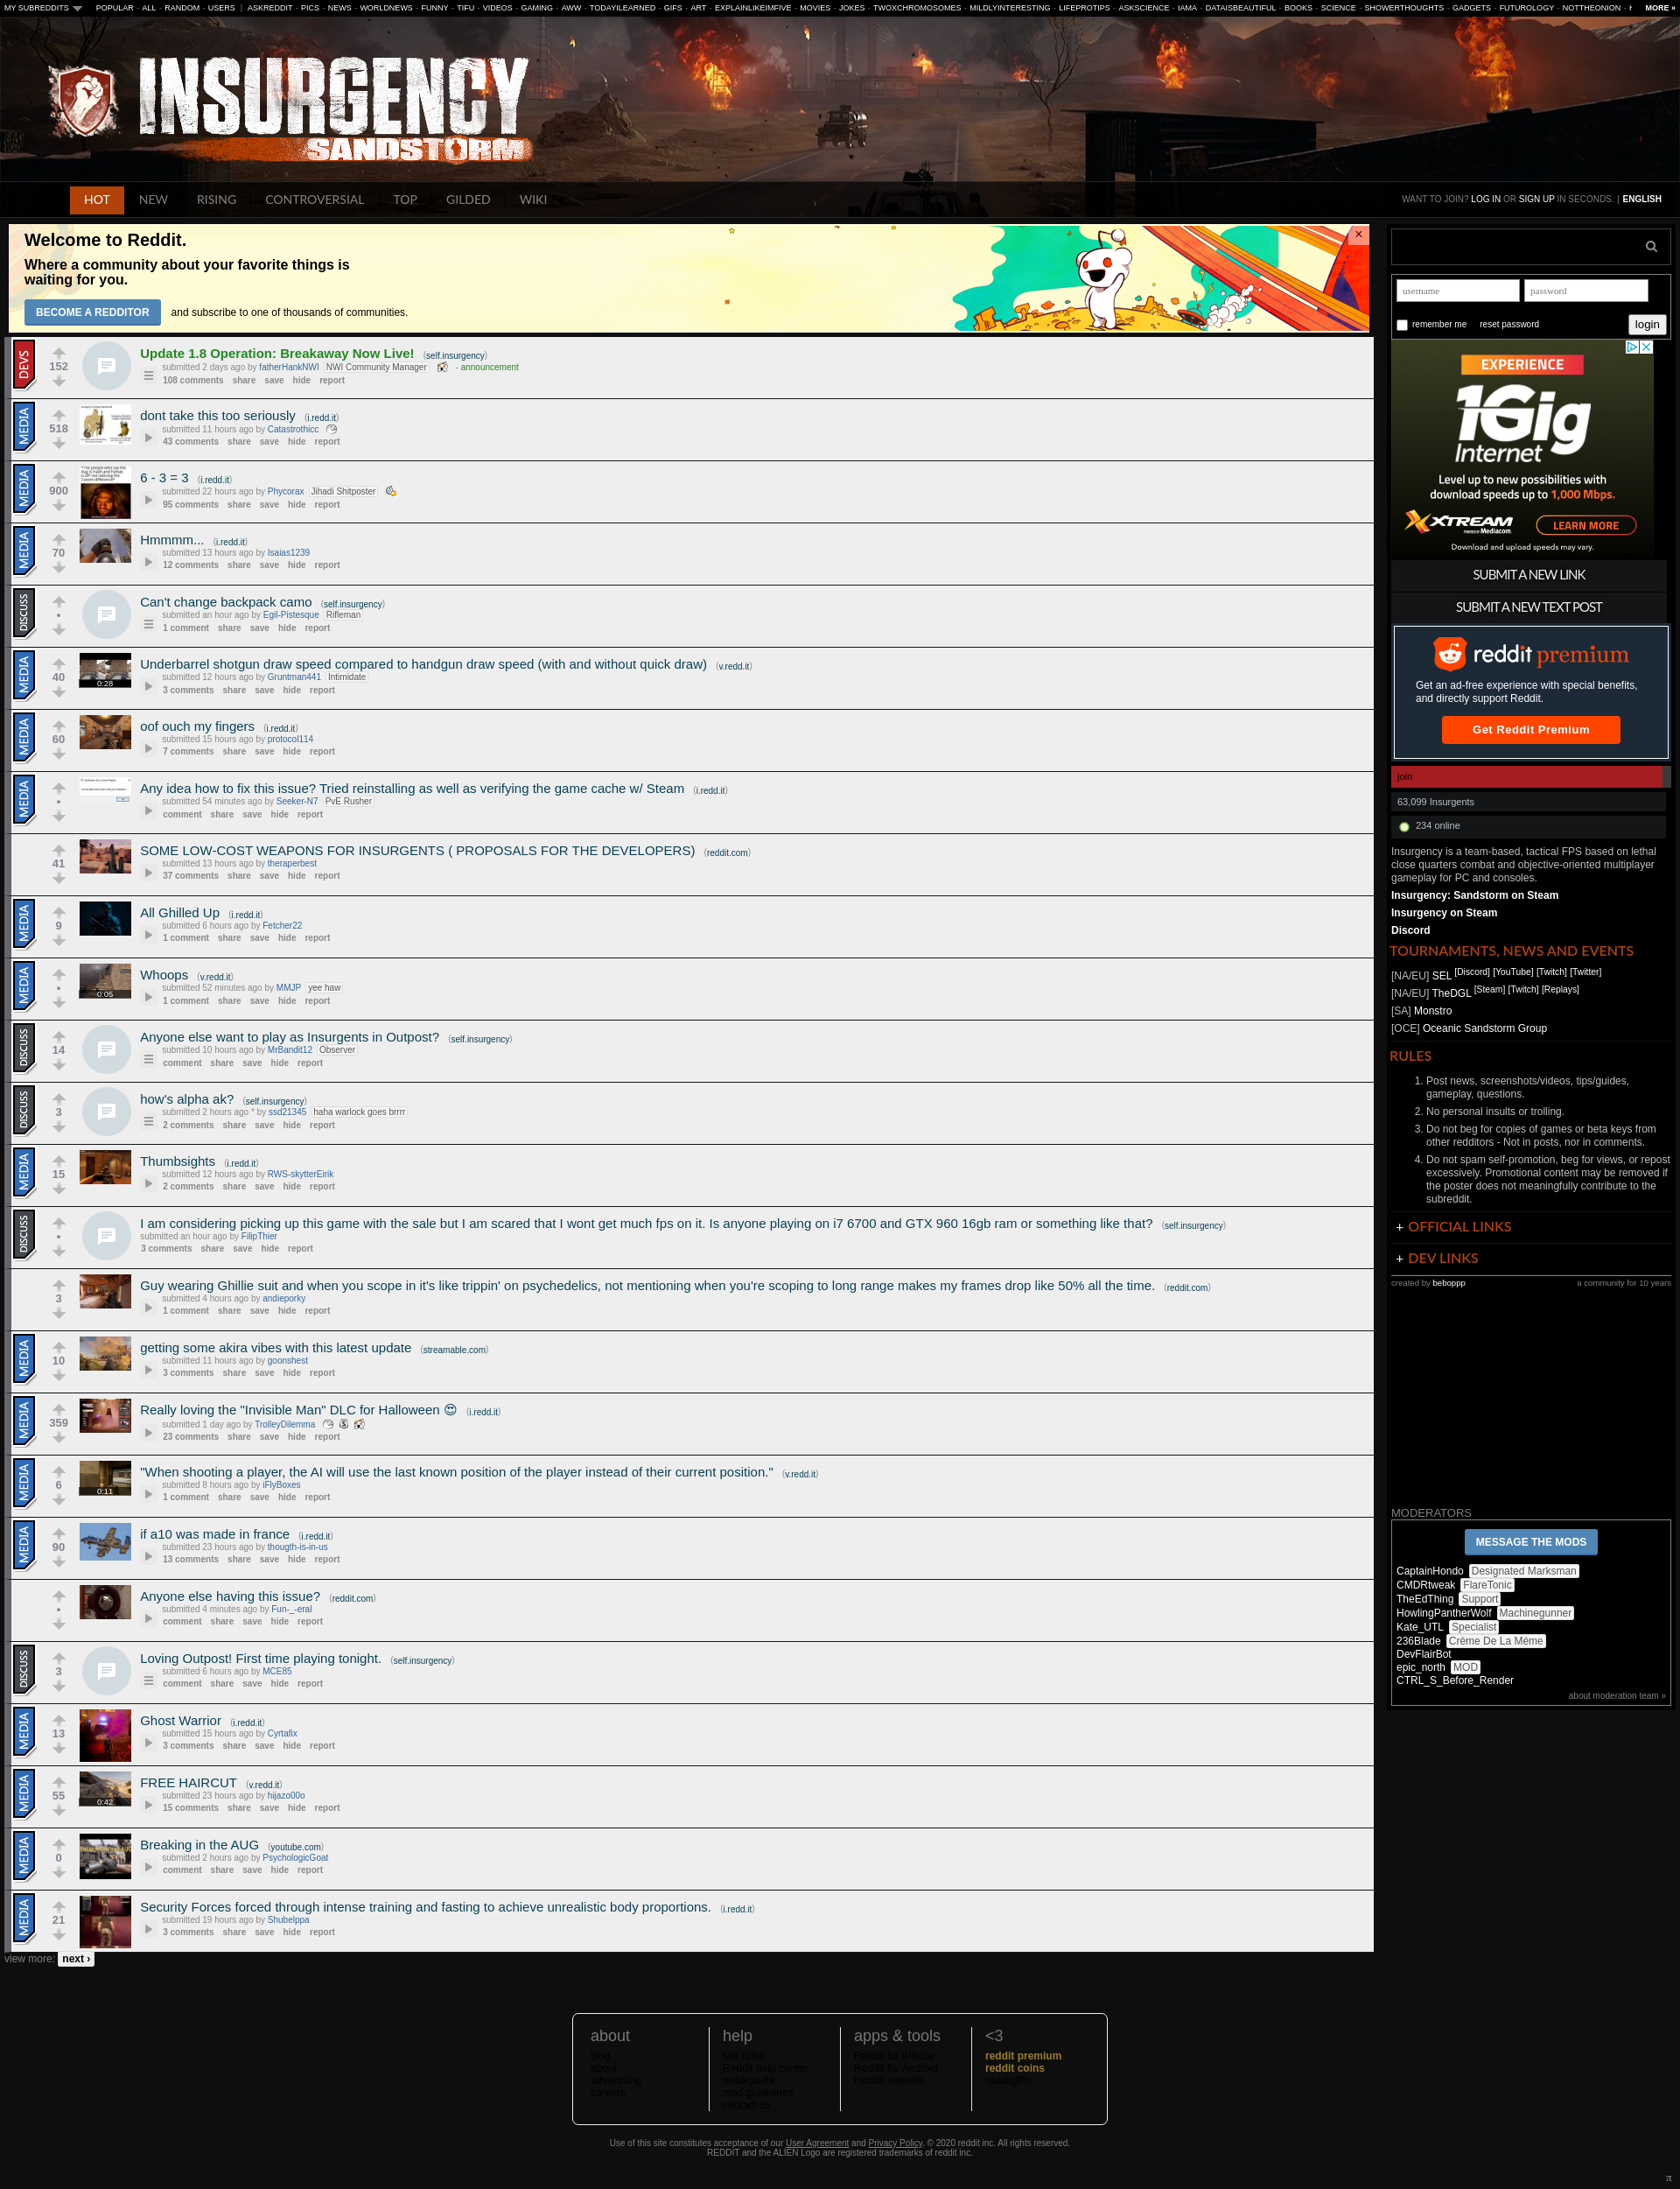 MY SUBREDDITS POPULAR - ALL - RANDOM - USERS | ASKREDDIT - PICS - NEWS - WORLDNEWS - FUNNY - TIFU - VIDEOS - GAMING - AWW - TODAYILEARNED - GIFS - ART - EXPLAINLIKEIMFIVE - MOVIES - JOKES - TWOXCHROMOSOMES - MILDLYINTERESTING - LIFEPROTIPS - ASKSCIENCE - IAMA - DATAISBEAUTIFUL - BOOKS - SCIENCE - SHOWERTHOUGHTS - GADGETS - FUTUROLOGY - NOTTHEONION - MORE »
INSURGENCY
SANDSTORM
HOT NEW RISING CONTROVERSIAL TOP GILDED WIKI
WANT TO JOIN? LOG IN OR SIGN UP IN SECONDS. | ENGLISH
Welcome to Reddit.
Where a community about your favorite things is
waiting for you.
BECOME A REDDITOR and subscribe to one of thousands of communities.
×
DEVS
152
Update 1.8 Operation: Breakaway Now Live! (self.insurgency)
submitted 2 days ago by fatherHankNWI NWI Community Manager - announcement
108 comments share save hide report
MEDIA
518
dont take this too seriously (i.redd.it)
submitted 11 hours ago by Catastrothicc
43 comments share save hide report
MEDIA
900
6 - 3 = 3 (i.redd.it)
submitted 22 hours ago by Phycorax Jihadi Shitposter
95 comments share save hide report
MEDIA
70
Hmmmm... (i.redd.it)
submitted 13 hours ago by Isaias1239
12 comments share save hide report
DISCUSS
•
Can't change backpack camo (self.insurgency)
submitted an hour ago by Egil-Pistesque Rifleman
1 comment share save hide report
MEDIA
40
0:28
Underbarrel shotgun draw speed compared to handgun draw speed (with and without quick draw) (v.redd.it)
submitted 12 hours ago by Gruntman441 Intimidate
3 comments share save hide report
MEDIA
60
oof ouch my fingers (i.redd.it)
submitted 15 hours ago by protocol114
7 comments share save hide report
MEDIA
•
Any idea how to fix this issue? Tried reinstalling as well as verifying the game cache w/ Steam (i.redd.it)
submitted 54 minutes ago by Seeker-N7 PvE Rusher
comment share save hide report
41
SOME LOW-COST WEAPONS FOR INSURGENTS ( PROPOSALS FOR THE DEVELOPERS) (reddit.com)
submitted 13 hours ago by theraperbest
37 comments share save hide report
MEDIA
9
All Ghilled Up (i.redd.it)
submitted 6 hours ago by Fetcher22
1 comment share save hide report
MEDIA
•
0:05
Whoops (v.redd.it)
submitted 52 minutes ago by MMJP yee haw
1 comment share save hide report
DISCUSS
14
Anyone else want to play as Insurgents in Outpost? (self.insurgency)
submitted 10 hours ago by MrBandit12 Observer
comment share save hide report
DISCUSS
3
how's alpha ak? (self.insurgency)
submitted 2 hours ago * by ssd21345 haha warlock goes brrrr
2 comments share save hide report
MEDIA
15
Thumbsights (i.redd.it)
submitted 12 hours ago by RWS-skytterEirik
2 comments share save hide report
DISCUSS
•
I am considering picking up this game with the sale but I am scared that I wont get much fps on it. Is anyone playing on i7 6700 and GTX 960 16gb ram or something like that? (self.insurgency)
submitted an hour ago by FilipThier
3 comments share save hide report
3
Guy wearing Ghillie suit and when you scope in it's like trippin' on psychedelics, not mentioning when you're scoping to long range makes my frames drop like 50% all the time. (reddit.com)
submitted 4 hours ago by andieporky
1 comment share save hide report
MEDIA
10
getting some akira vibes with this latest update (streamable.com)
submitted 11 hours ago by goonshest
3 comments share save hide report
MEDIA
359
Really loving the "Invisible Man" DLC for Halloween 😍 (i.redd.it)
submitted 1 day ago by TrolleyDilemma
23 comments share save hide report
MEDIA
6
0:11
"When shooting a player, the AI will use the last known position of the player instead of their current position." (v.redd.it)
submitted 8 hours ago by iFlyBoxes
1 comment share save hide report
MEDIA
90
if a10 was made in france (i.redd.it)
submitted 23 hours ago by thougth-is-in-us
13 comments share save hide report
•
Anyone else having this issue? (reddit.com)
submitted 4 minutes ago by Fun-_-eral
comment share save hide report
DISCUSS
3
Loving Outpost! First time playing tonight. (self.insurgency)
submitted 6 hours ago by MCE85
comment share save hide report
MEDIA
13
Ghost Warrior (i.redd.it)
submitted 15 hours ago by Cyrtafix
3 comments share save hide report
MEDIA
55
0:42
FREE HAIRCUT (v.redd.it)
submitted 23 hours ago by hijazo00o
15 comments share save hide report
MEDIA
0
Breaking in the AUG (youtube.com)
submitted 2 hours ago by PsychologicGoat
comment share save hide report
MEDIA
21
Security Forces forced through intense training and fasting to achieve unrealistic body proportions. (i.redd.it)
submitted 19 hours ago by Shubelppa
3 comments share save hide report
view more: next ›
username password
remember me reset password login
EXPERIENCE
1Gig
Internet
Level up to new possibilities with
download speeds up to 1,000 Mbps.
XTREAM
POWERED BY Mediacom
LEARN MORE
Download and upload speeds may vary.
SUBMIT A NEW LINK
SUBMIT A NEW TEXT POST
reddit premium
Get an ad-free experience with special benefits,
and directly support Reddit.
Get Reddit Premium
join
63,099 Insurgents
234 online
Insurgency is a team-based, tactical FPS based on lethal
close quarters combat and objective-oriented multiplayer
gameplay for PC and consoles.
Insurgency: Sandstorm on Steam
Insurgency on Steam
Discord
TOURNAMENTS, NEWS AND EVENTS
[NA/EU] SEL [Discord] [YouTube] [Twitch] [Twitter]
[NA/EU] TheDGL [Steam] [Twitch] [Replays]
[SA] Monstro
[OCE] Oceanic Sandstorm Group
RULES
1. Post news, screenshots/videos, tips/guides,
gameplay, questions.
2. No personal insults or trolling.
3. Do not beg for copies of games or beta keys from
other redditors - Not in posts, nor in comments.
4. Do not spam self-promotion, beg for views, or repost
excessively. Promotional content may be removed if
the poster does not meaningfully contribute to the
subreddit.
+ OFFICIAL LINKS
+ DEV LINKS
created by beboppp a community for 10 years
MODERATORS
MESSAGE THE MODS
CaptainHondo Designated Marksman
CMDRtweak FlareTonic
TheEdThing Support
HowlingPantherWolf Machinegunner
Kate_UTL Specialist
236Blade Crème De La Méme
DevFlairBot
epic_north MOD
CTRL_S_Before_Render
about moderation team »
about
blog
about
advertising
careers
help
site rules
Reddit help center
reddiquette
mod guidelines
contact us
apps & tools
Reddit for iPhone
Reddit for Android
mobile website
<3
reddit premium
reddit coins
redditgifts
Use of this site constitutes acceptance of our User Agreement and Privacy Policy. © 2020 reddit inc. All rights reserved.
REDDIT and the ALIEN Logo are registered trademarks of reddit inc.
π